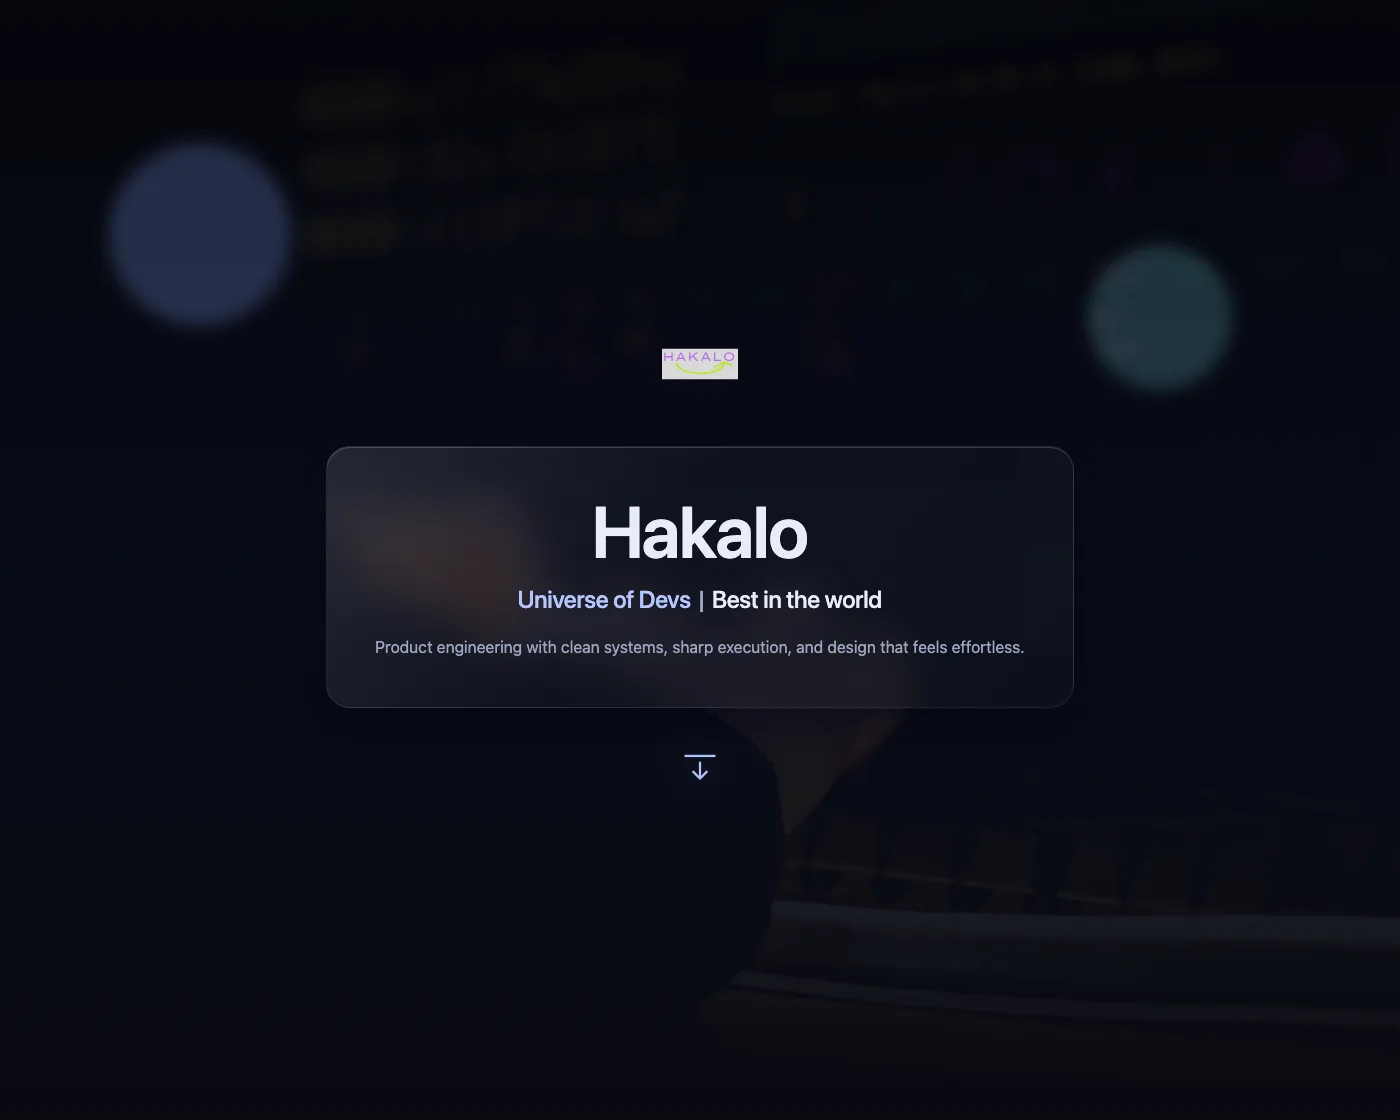 HAKALO
Hakalo
Universe of Devs | Best in the world
Product engineering with clean systems, sharp execution, and design that feels effortless.